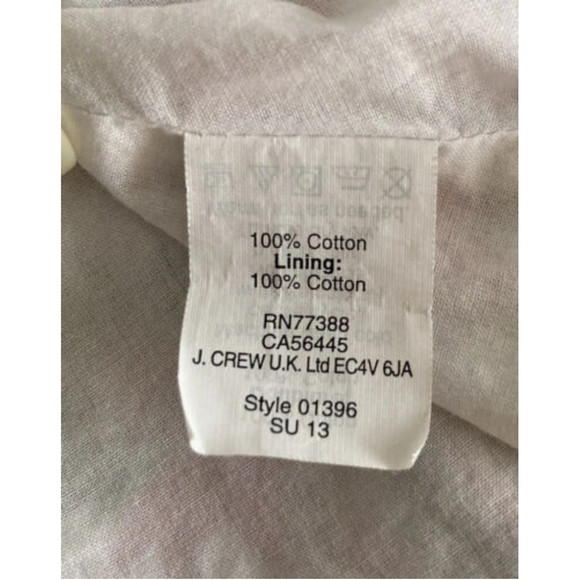 100% Cotton
Lining:
100% Cotton
RN77388
CA56445
J. CREW U.K. Ltd EC4V 6JA
Style 01396
SU 13